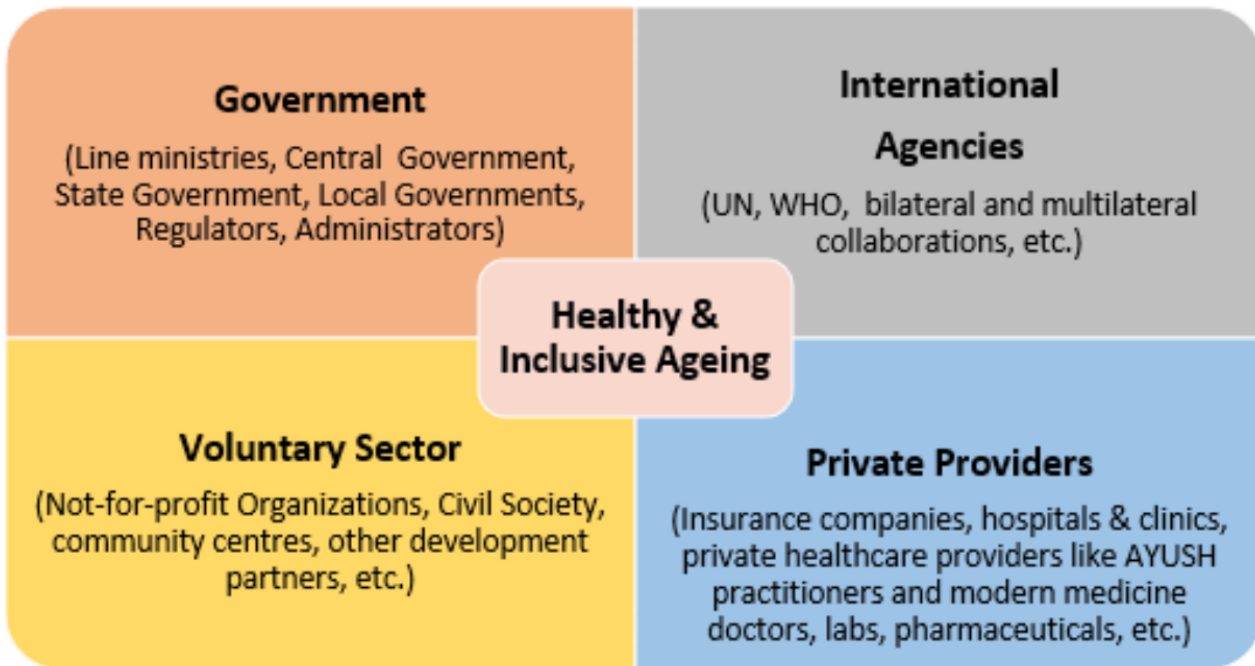 Government
(Line ministries, Central Government,
State Government, Local Governments,
Regulators, Administrators)
International
Agencies
(UN, WHO, bilateral and multilateral
collaborations, etc.)
Healthy &
Inclusive Ageing
Voluntary Sector
(Not-for-profit Organizations, Civil Society,
community centres, other development
partners, etc.)
Private Providers
(Insurance companies, hospitals & clinics,
private healthcare providers like AYUSH
practitioners and modern medicine
doctors, labs, pharmaceuticals, etc.)